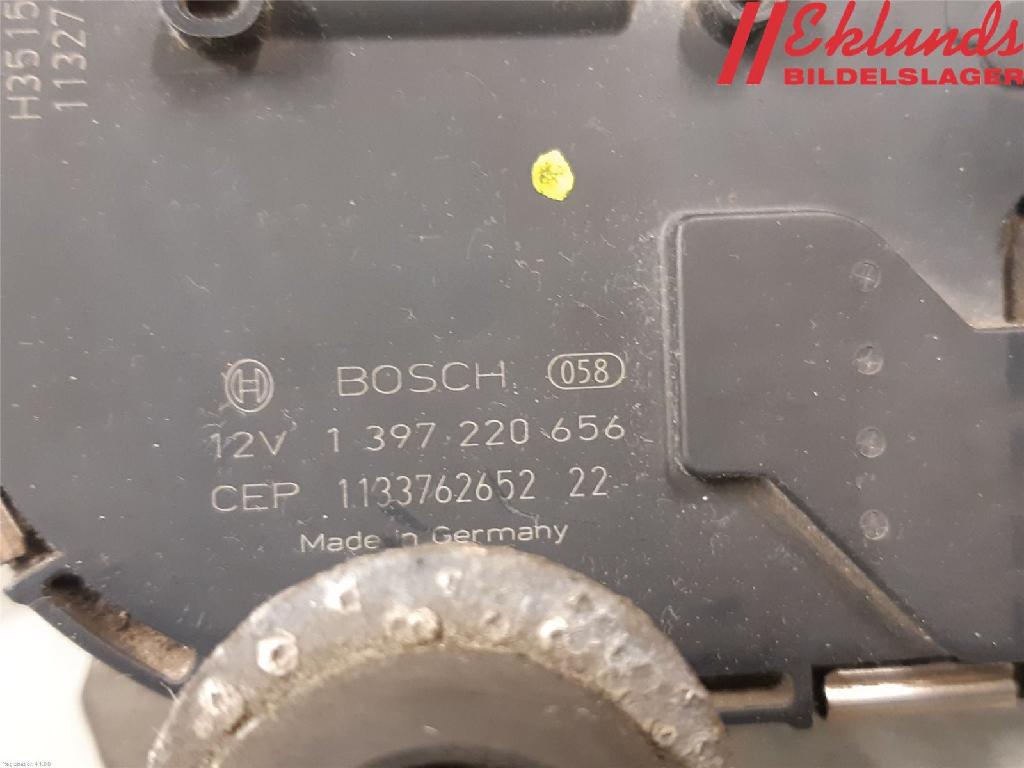 H3515
11327
Eklunds
BILDELSLAGER
H BOSCH 058
12V 1 397 220 656
CEP 1133762652 22
Made in Germany